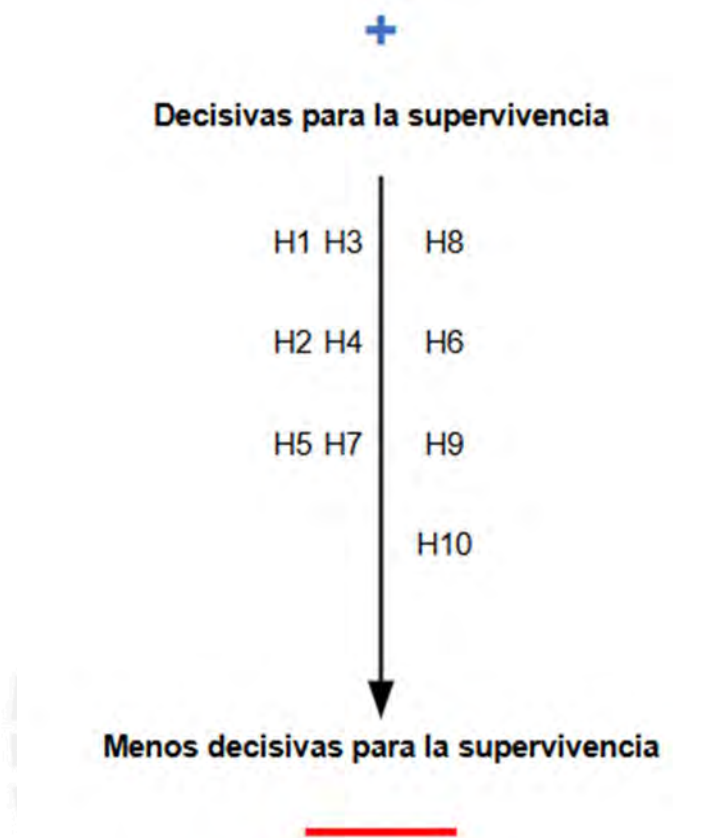 +
Decisivas para la supervivencia
H1 H3 H8
H2 H4 H6
H5 H7 H9
H10
Menos decisivas para la supervivencia